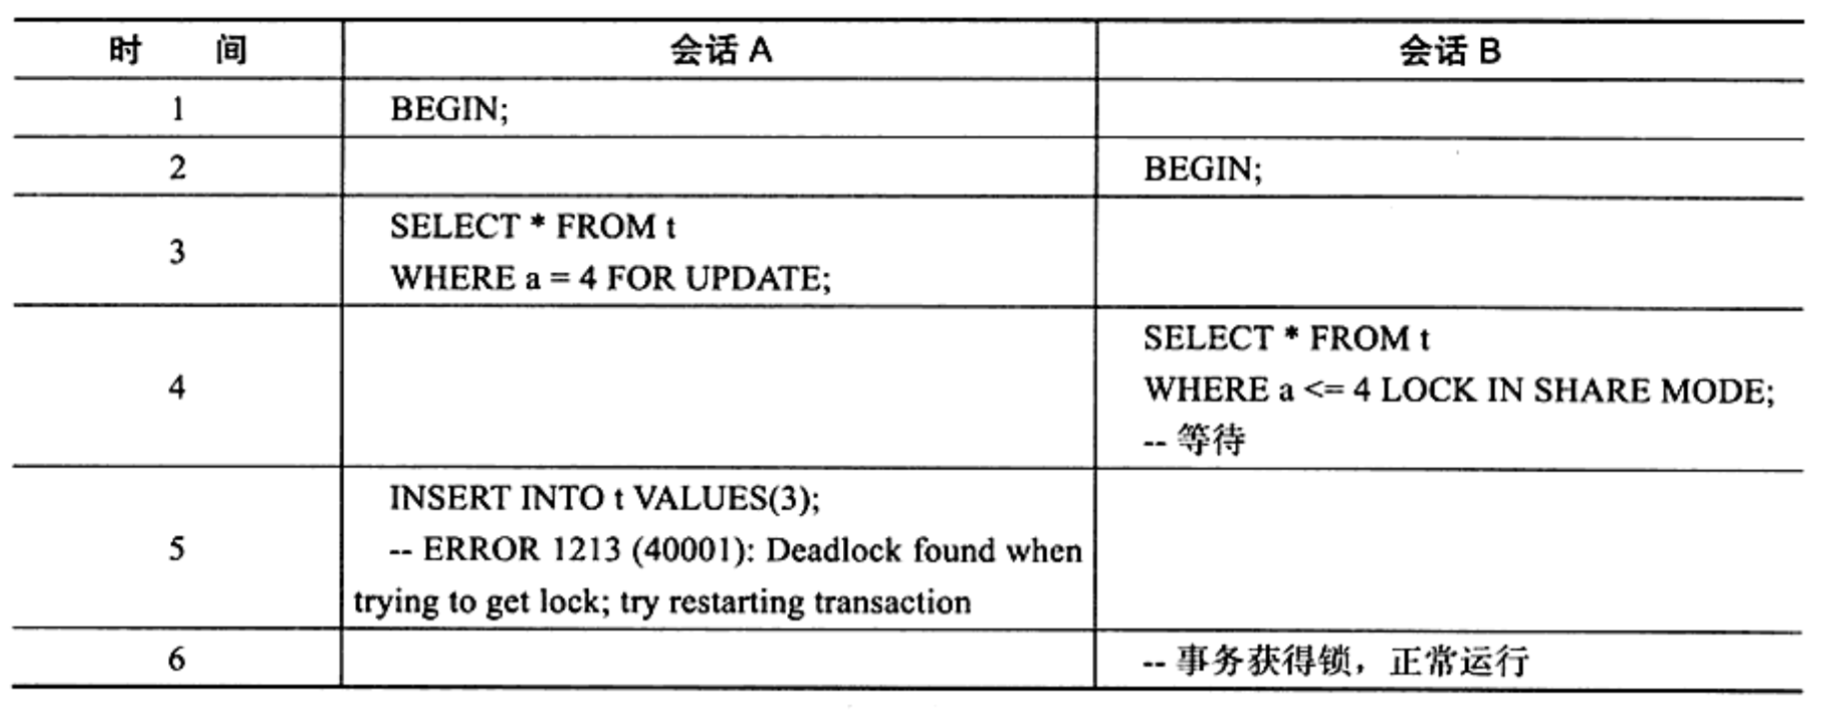 时 间 会话 A 会话 B
1 BEGIN;
2 BEGIN;
3 SELECT * FROM t
WHERE a = 4 FOR UPDATE;
4 SELECT * FROM t
WHERE a <= 4 LOCK IN SHARE MODE;
-- 等待
5 INSERT INTO t VALUES(3);
-- ERROR 1213 (40001): Deadlock found when
trying to get lock; try restarting transaction
6 -- 事务获得锁，正常运行